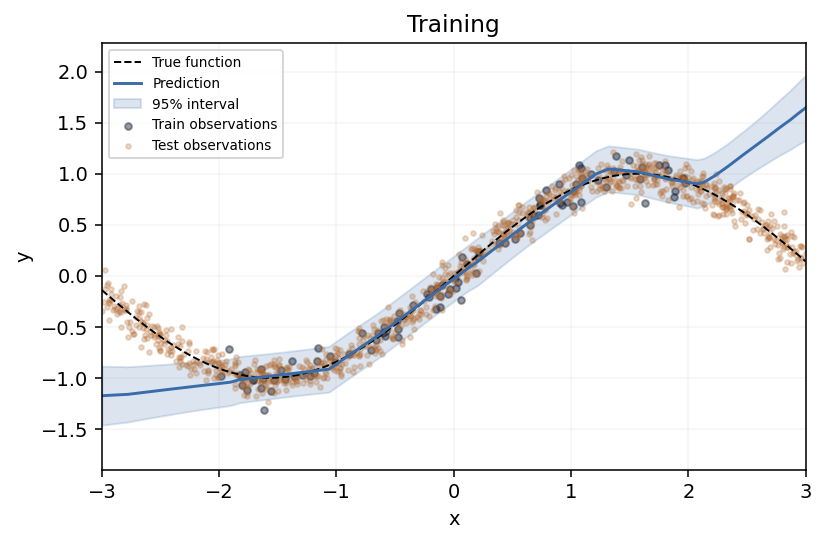 Training
True function
Prediction
95% interval
Train observations
Test observations
y
2.0
1.5
1.0
0.5
0.0
−0.5
−1.0
−1.5
−3 −2 −1 0 1 2 3
x